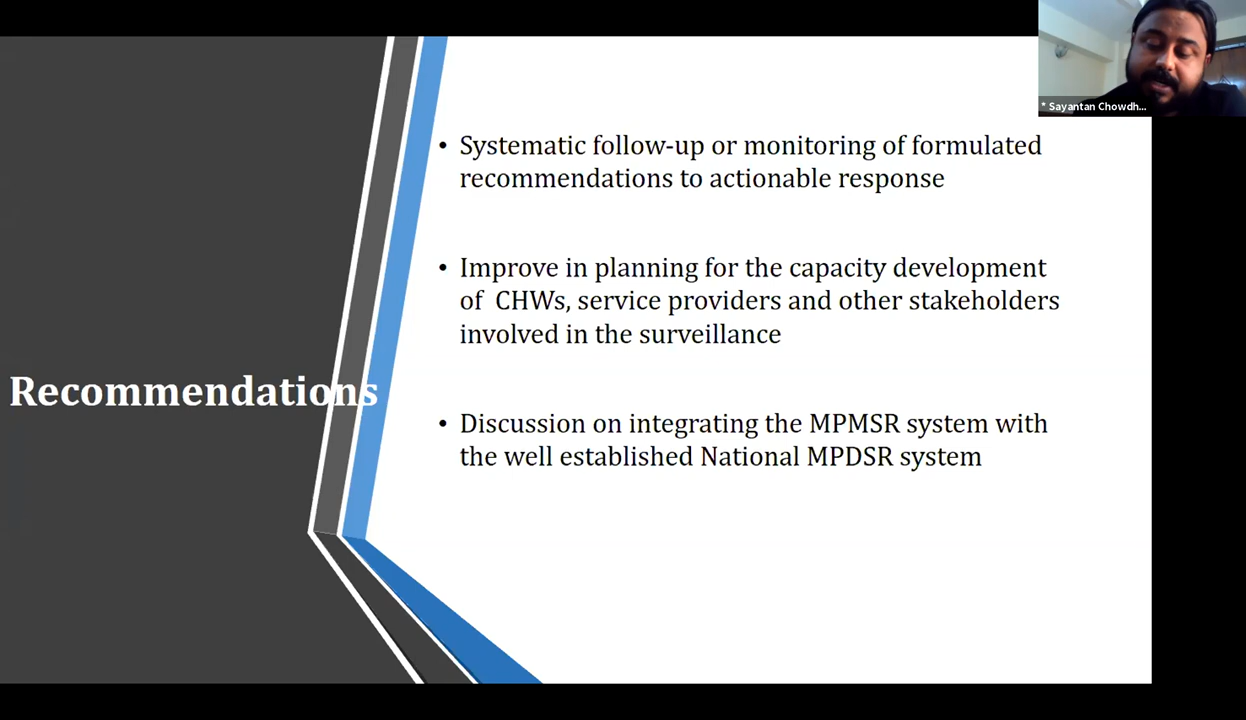 * Sayantan Chowdh...
• Systematic follow-up or monitoring of formulated
recommendations to actionable response
• Improve in planning for the capacity development
of CHWs, service providers and other stakeholders
involved in the surveillance
Recommendations
• Discussion on integrating the MPMSR system with
the well established National MPDSR system